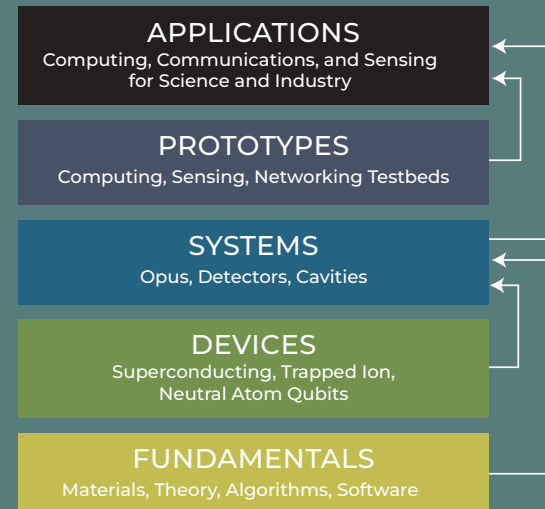 APPLICATIONS
Computing, Communications, and Sensing
for Science and Industry
PROTOTYPES
Computing, Sensing, Networking Testbeds
SYSTEMS
Opus, Detectors, Cavities
DEVICES
Superconducting, Trapped Ion,
Neutral Atom Qubits
FUNDAMENTALS
Materials, Theory, Algorithms, Software